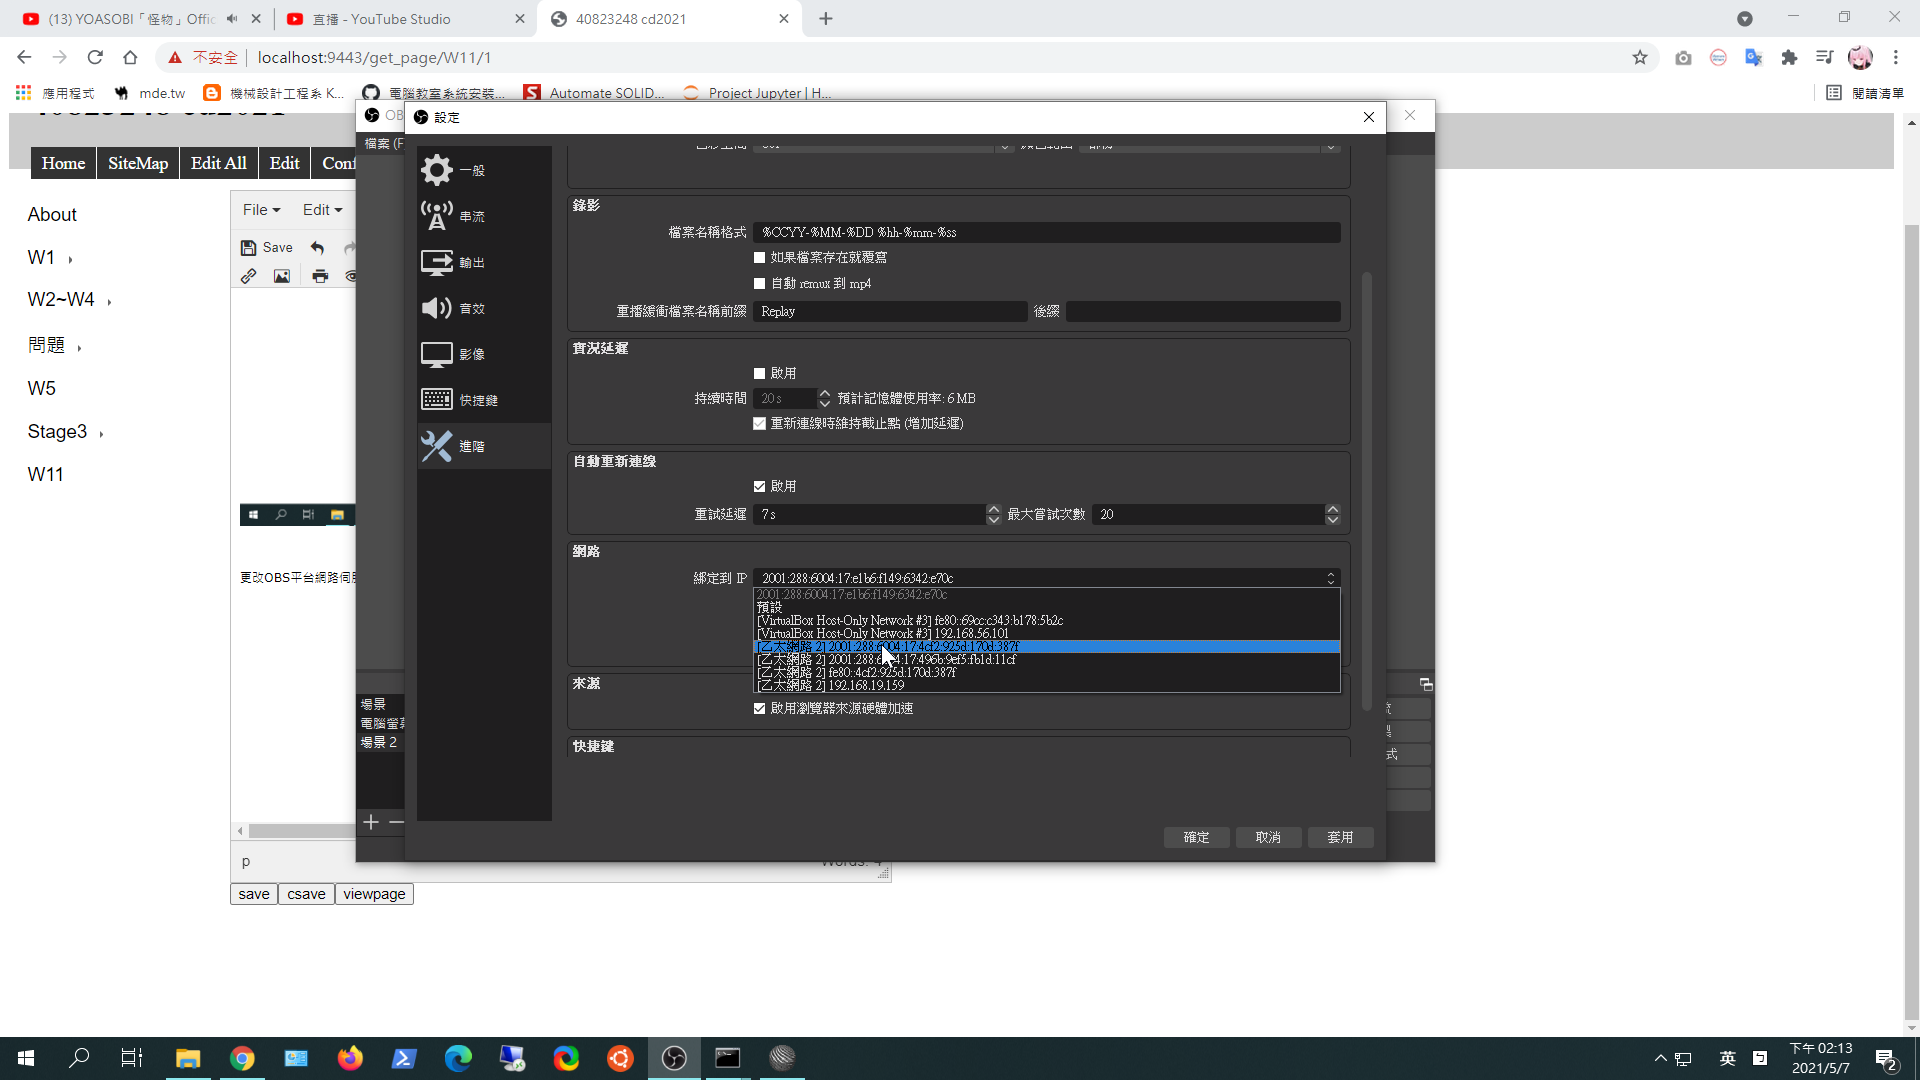 (13) YOASOBI「怪物」Offic
直播 - YouTube Studio
40823248 cd2021
不安全
localhost:9443/get_page/W11/1
應用程式
mde.tw
機械設計工程系 K...
電腦教室系統安裝...
Automate SOLID...
Project Jupyter | H...
閱讀清單
40823248 cd2021
Home
SiteMap
Edit All
Edit
Conf
About
W1
W2~W4
問題
W5
Stage3
W11
File
Edit
Save
更改OBS平台網路伺服
p
Words: 4
save
csave
viewpage
OB
檔案 (F
設定
一般
串流
輸出
音效
影像
快捷鍵
進階
錄影
檔案名稱格式
%CCYY-%MM-%DD %hh-%mm-%ss
如果檔案存在就覆寫
自動 remux 到 mp4
重播緩衝檔案名稱前綴
Replay
後綴
實況延遲
啟用
持續時間
20 s
預計記憶體使用率: 6 MB
重新連線時維持截止點 (增加延遲)
自動重新連線
啟用
重試延遲
7 s
最大嘗試次數
20
網路
綁定到 IP
2001:288:6004:17:e1b6:f149:6342:e70c
2001:288:6004:17:e1b6:f149:6342:e70c
預設
[VirtualBox Host-Only Network #3] fe80::69cc:c343:b178:5b2c
[VirtualBox Host-Only Network #3] 192.168.56.101
[乙太網路 2] 2001:288:6004:17:4cf2:925d:170d:387f
[乙太網路 2] 2001:288:6004:17:496b:9ef5:fb1d:11cf
[乙太網路 2] fe80::4cf2:925d:170d:387f
[乙太網路 2] 192.168.19.159
來源
啟用瀏覽器來源硬體加速
快捷鍵
場景
電腦螢幕
場景 2
式
確定
取消
套用
英
下午 02:13
2021/5/7
2